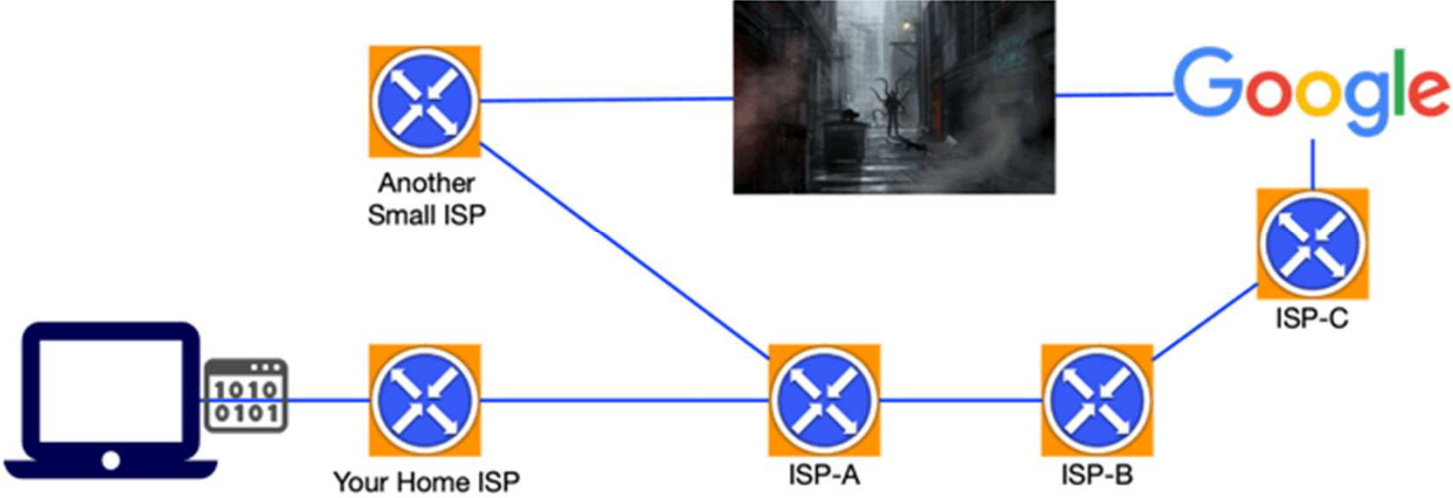 Google
Another
Small ISP
ISP-C
1010
0101
Your Home ISP
ISP-A
ISP-B